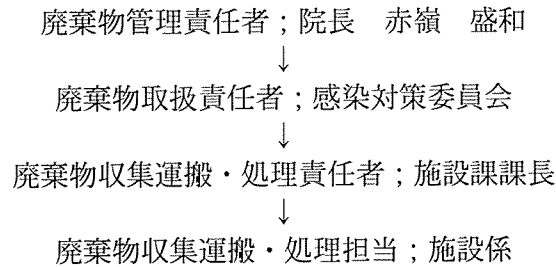 廃棄物管理責任者；院長　赤嶺　盛和
↓
廃棄物取扱責任者；感染対策委員会
↓
廃棄物収集運搬・処理責任者；施設課課長
↓
廃棄物収集運搬・処理担当；施設係